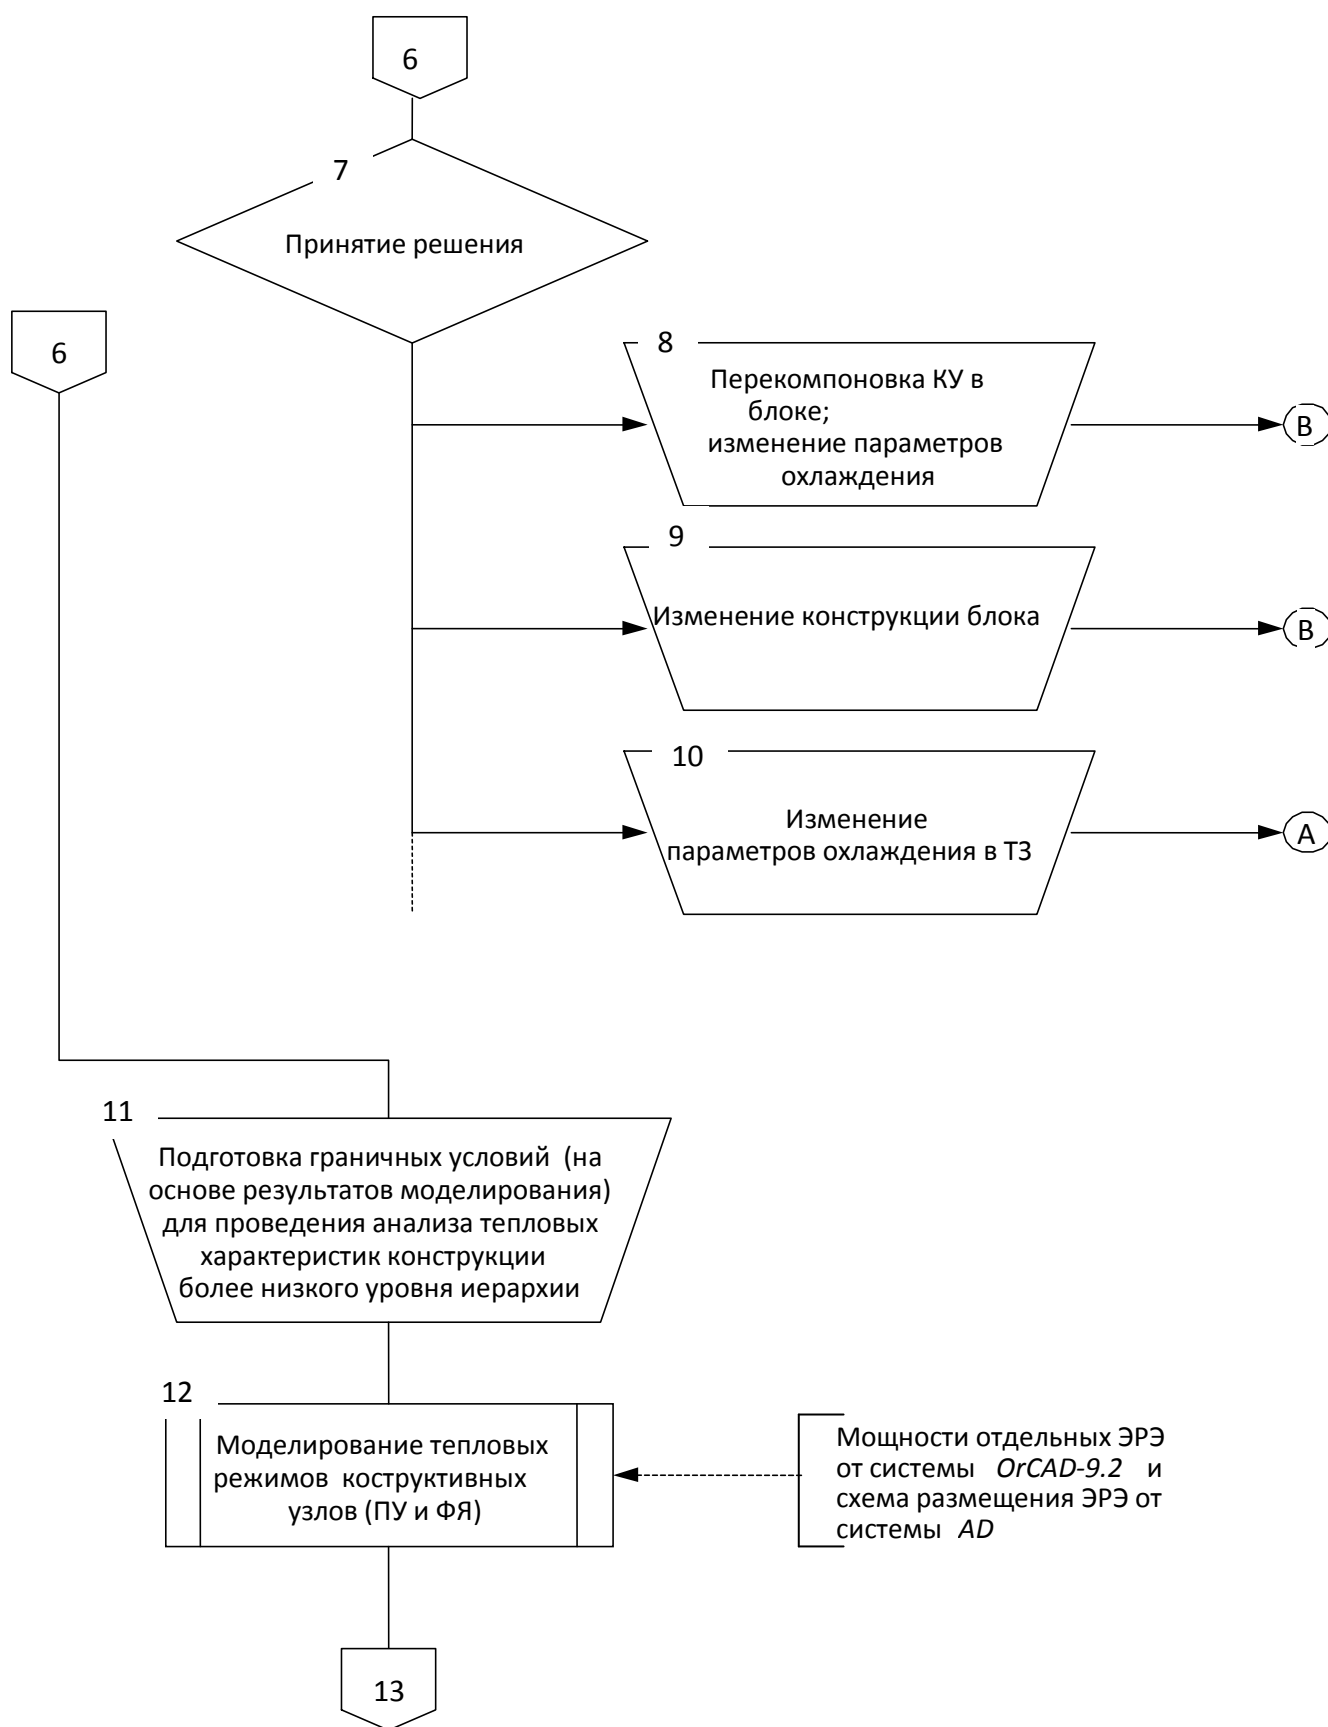 6
7
Принятие решения
6
8
Перекомпоновка КУ в
блоке;
изменение параметров
охлаждения
В
9
Изменение конструкции блока
В
10
Изменение
параметров охлаждения в ТЗ
А
11
Подготовка граничных условий (на
основе результатов моделирования)
для проведения анализа тепловых
характеристик конструкции
более низкого уровня иерархии
12
Моделирование тепловых
режимов коструктивных
узлов (ПУ и ФЯ)
Мощности отдельных ЭРЭ
от системы OrCAD-9.2 и
схема размещения ЭРЭ от
системы AD
13